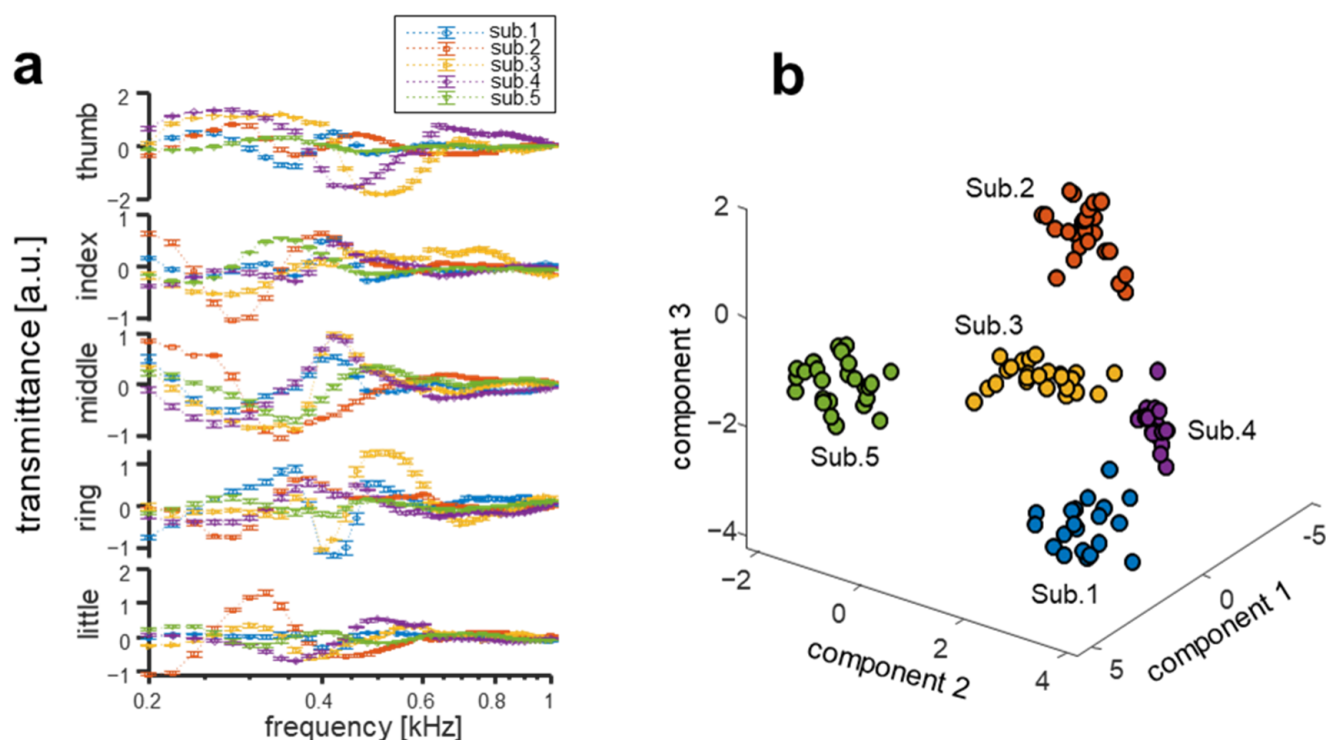 a
sub.1
sub.2
sub.3
sub.4
sub.5
transmittance [a.u.]
thumb
2
0
−2
index
1
0
−1
middle
1
0
−1
ring
1
0
−1
little
2
1
0
−1
0.2
0.4
0.6
0.8
1
frequency [kHz]
b
component 3
2
0
−2
−4
Sub.2
Sub.3
Sub.4
Sub.5
Sub.1
−2
0
2
4
component 2
5
0
-5
component 1